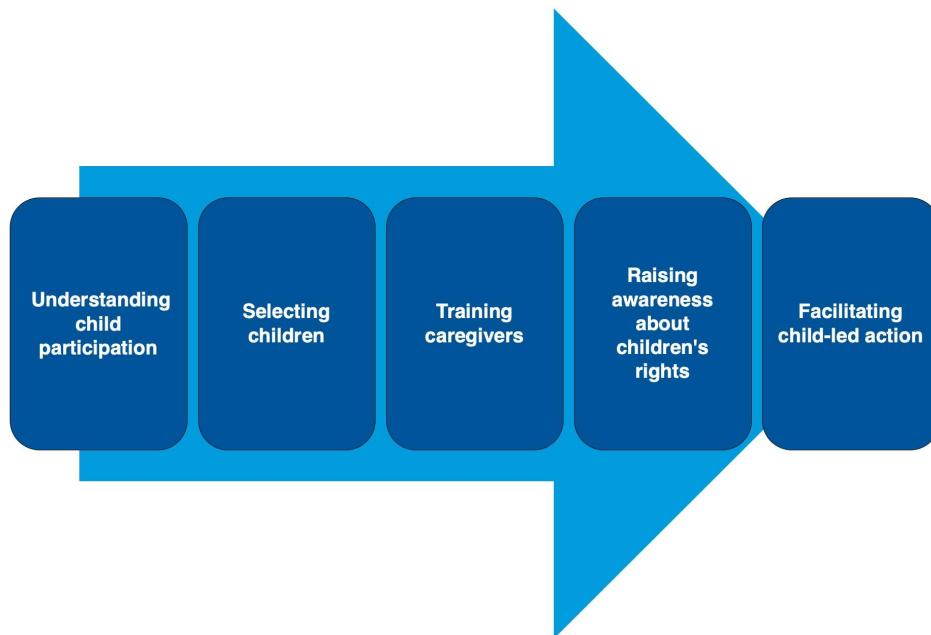 Understanding
child
participation
Selecting
children
Training
caregivers
Raising
awareness
about
children's
rights
Facilitating
child-led action